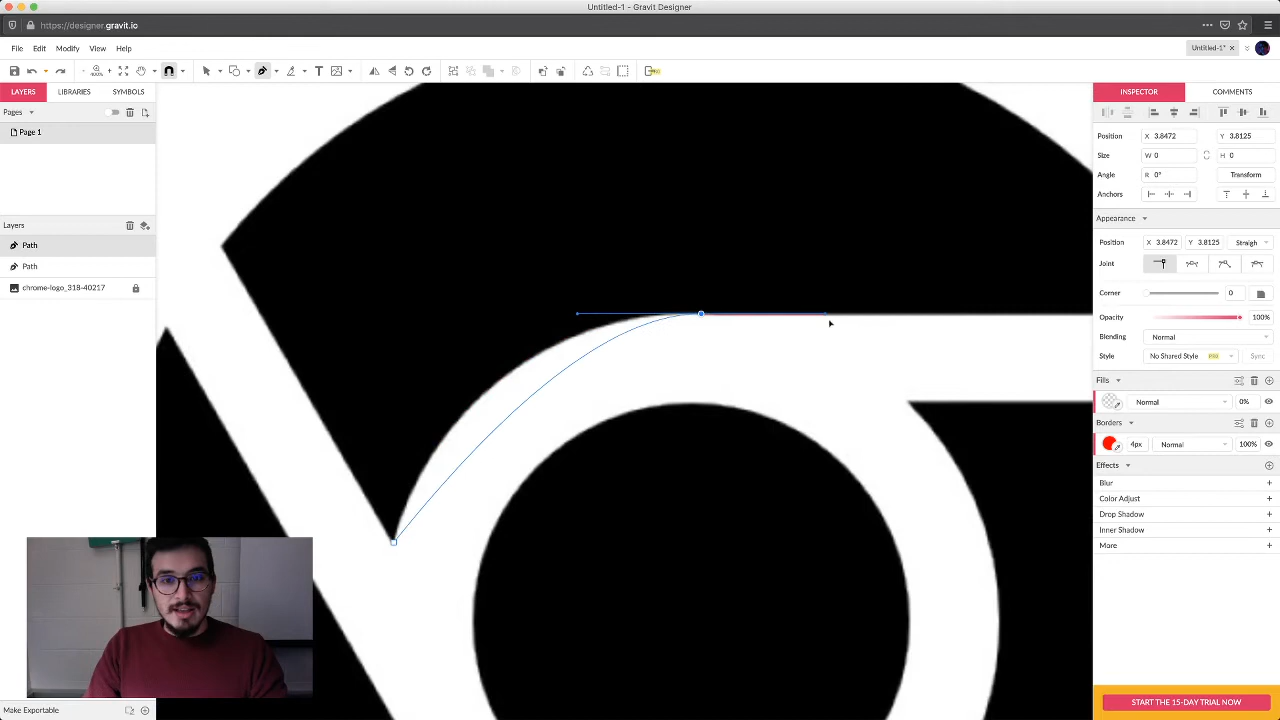 Untitled-1 - Gravit Designer
https://designer.gravit.io
File Edit Modify View Help
Untitled-1*
400%
PRO
LAYERS LIBRARIES SYMBOLS
Pages
Page 1
Layers
Path
Path
chrome-logo_318-40217
Make Exportable
INSPECTOR COMMENTS
Position X 3.8472 Y 3.8125
Size W 0 H 0
Angle R 0° Transform
Anchors
Appearance
Position X 3.8472 Y 3.8125 Straigh
Joint
Corner 0
Opacity 100%
Blending Normal
Style No Shared Style PRO Sync
Fills
Normal 0%
Borders
4px Normal 100%
Effects
Blur
Color Adjust
Drop Shadow
Inner Shadow
More
START THE 15-DAY TRIAL NOW